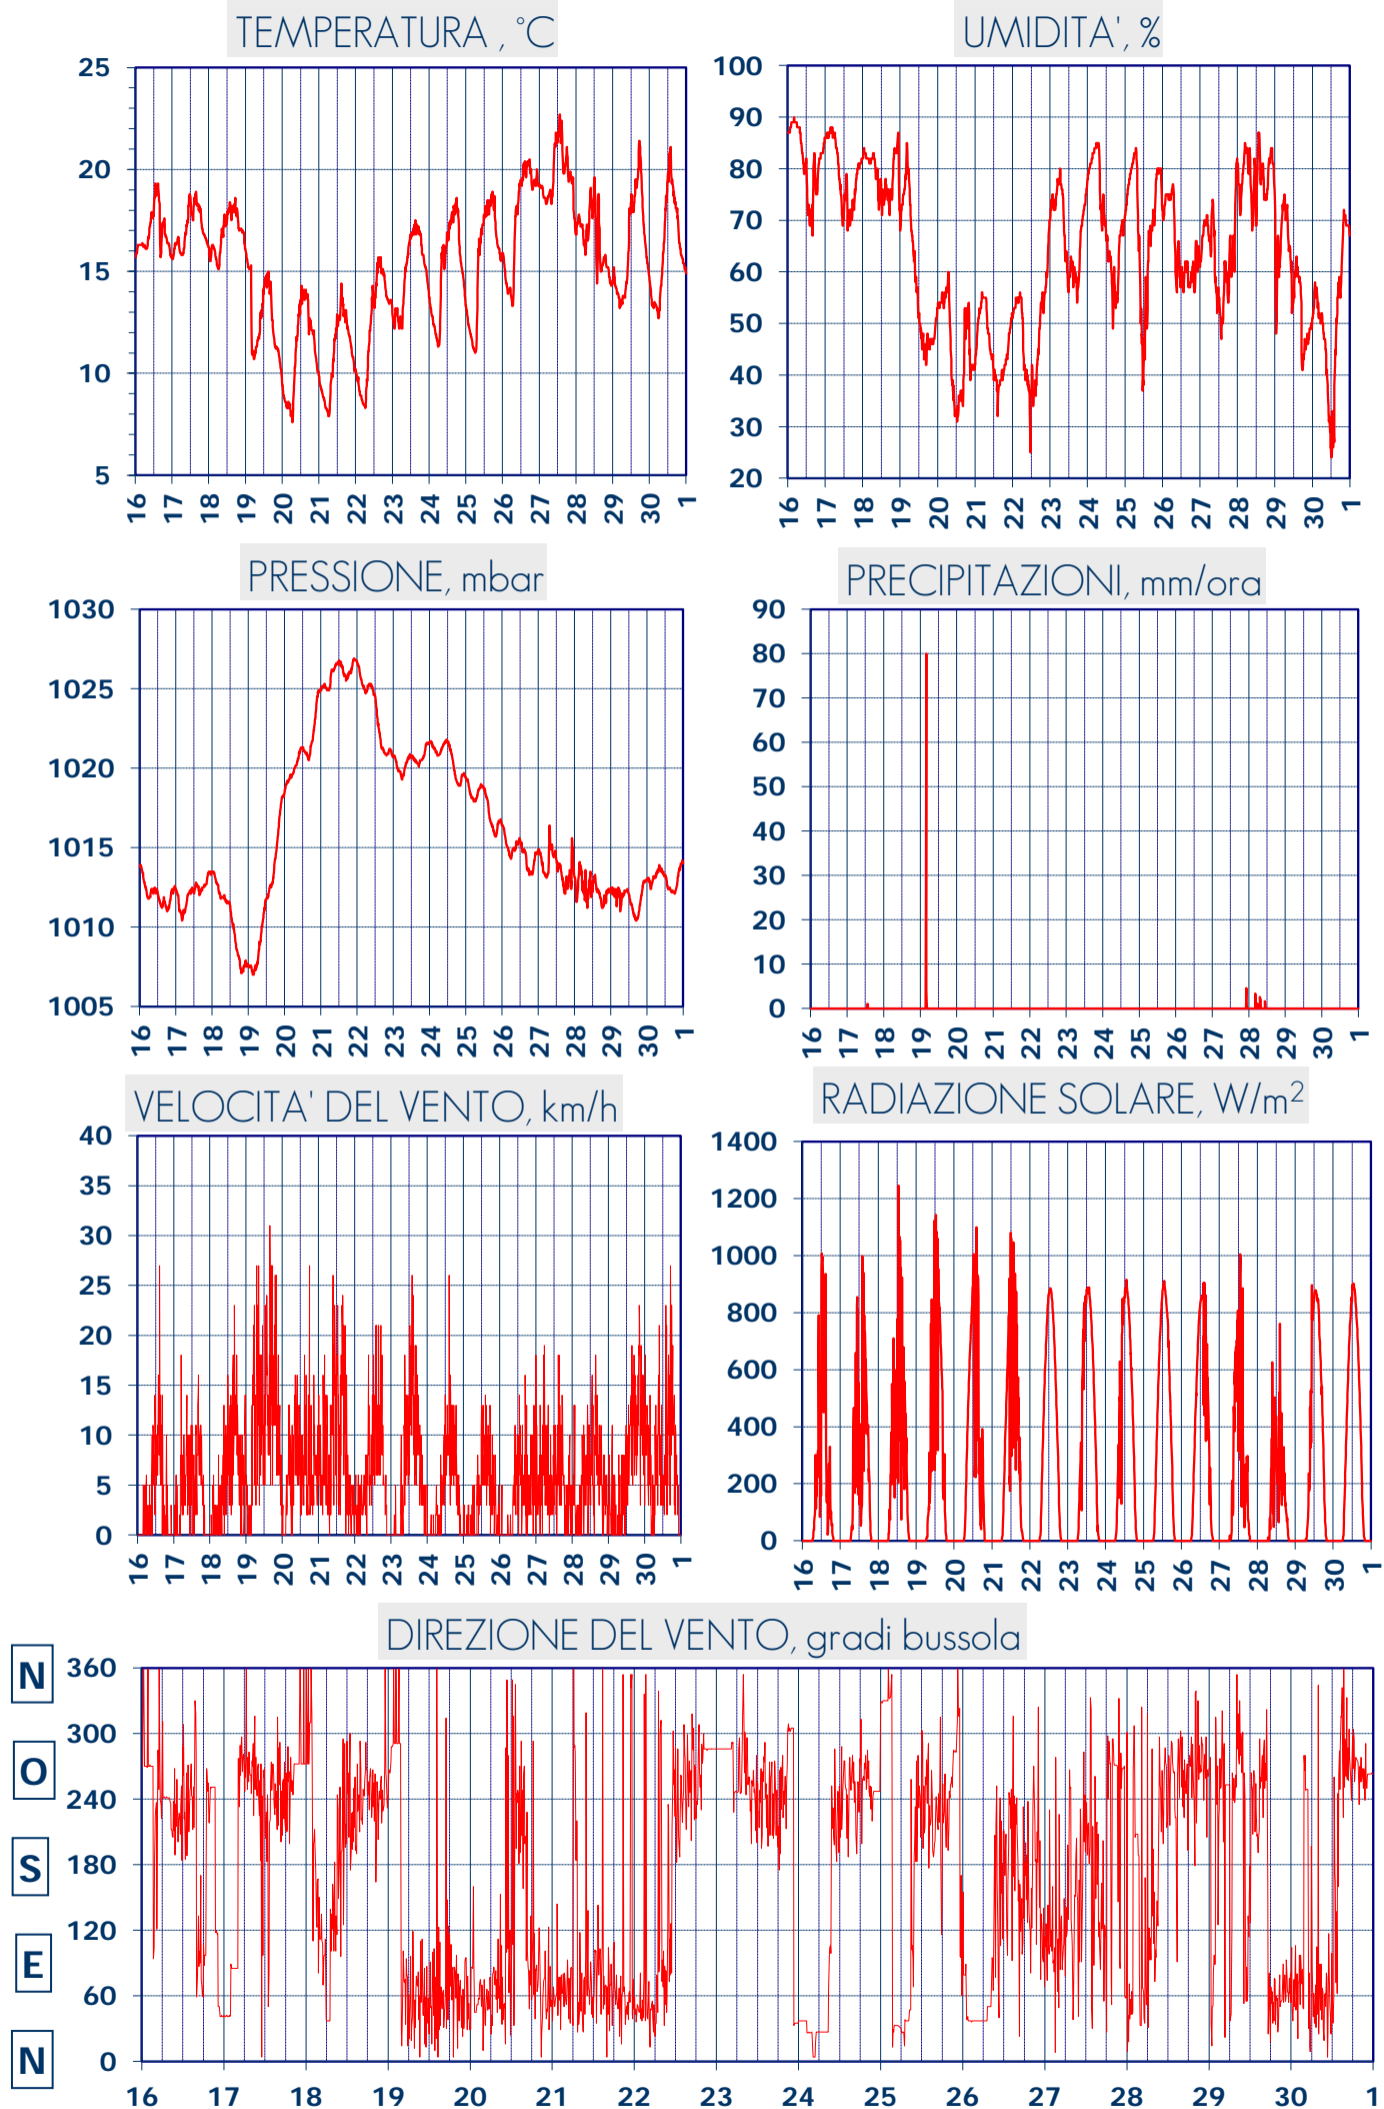 TEMPERATURA , °C
25
20
15
10
5
16 17 18 19 20 21 22 23 24 25 26 27 28 29 30 1
UMIDITA', %
100
90
80
70
60
50
40
30
20
16 17 18 19 20 21 22 23 24 25 26 27 28 29 30 1
PRESSIONE, mbar
1030
1025
1020
1015
1010
1005
16 17 18 19 20 21 22 23 24 25 26 27 28 29 30 1
PRECIPITAZIONI, mm/ora
90
80
70
60
50
40
30
20
10
0
16 17 18 19 20 21 22 23 24 25 26 27 28 29 30 1
VELOCITA' DEL VENTO, km/h
40
35
30
25
20
15
10
5
0
16 17 18 19 20 21 22 23 24 25 26 27 28 29 30 1
RADIAZIONE SOLARE, W/m²
1400
1200
1000
800
600
400
200
0
16 17 18 19 20 21 22 23 24 25 26 27 28 29 30 1
DIREZIONE DEL VENTO, gradi bussola
N 360
300
O 240
S 180
120
E 60
N 0
16 17 18 19 20 21 22 23 24 25 26 27 28 29 30 1